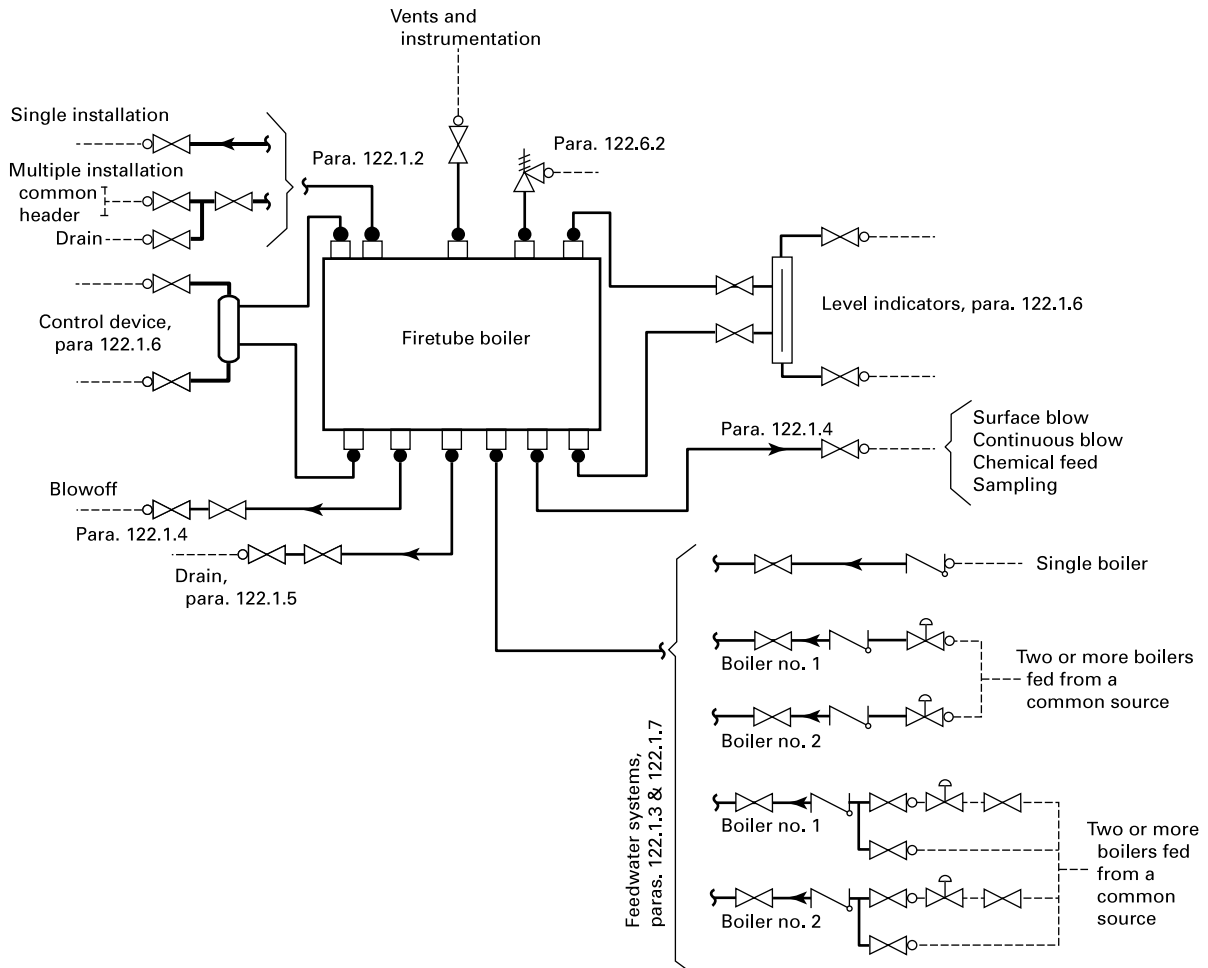 Vents and
instrumentation
Single installation
Para. 122.1.2
Para. 122.6.2
Multiple installation
common
header
Drain
Control device,
para 122.1.6
Firetube boiler
Level indicators, para. 122.1.6
Para. 122.1.4
Surface blow
Continuous blow
Chemical feed
Sampling
Blowoff
Para. 122.1.4
Drain,
para. 122.1.5
Feedwater systems,
paras. 122.1.3 & 122.1.7
Single boiler
Boiler no. 1
Boiler no. 2
Two or more boilers
fed from a
common source
Boiler no. 1
Boiler no. 2
Two or more
boilers fed
from a
common
source